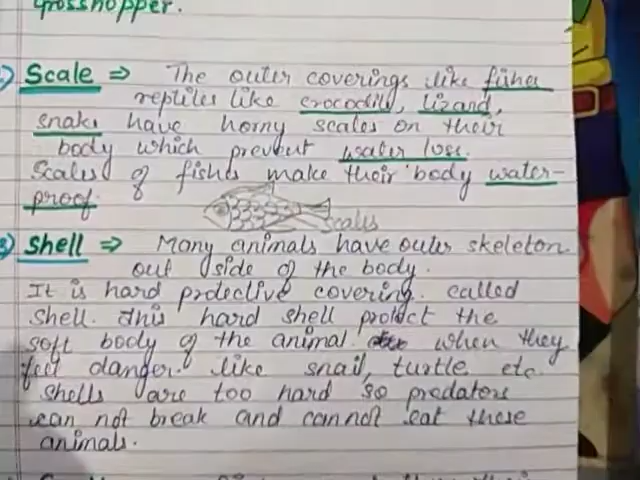 grosshopper.
Scale ⇒ The outer coverings like fishes
reptiles like crocodile, lizard,
snake have horny scales on their
body which prevent water loss.
Scales of fishes make their body water-
proof.
scales
3) Shell ⇒ Many animals have outer skeleton
out side of the body.
It is hard protective covering. called
shell. this hard shell protect the
soft body of the animal when they
feel danger. like snail, turtle etc.
shells are too hard so predators
can not break and cannot eat these
animals.